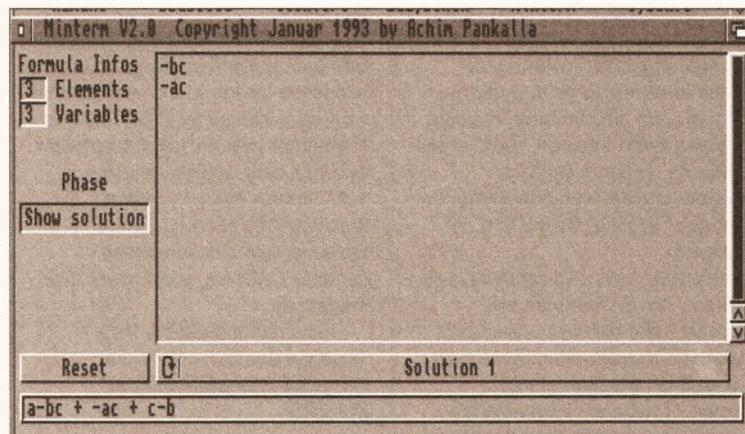 Minterm V2.0 Copyright Januar 1993 by Achim Pankalla
Formula Infos
3 Elements
3 Variables
-bc
-ac
Phase
Show solution
Reset
Solution 1
a-bc + -ac + c-b